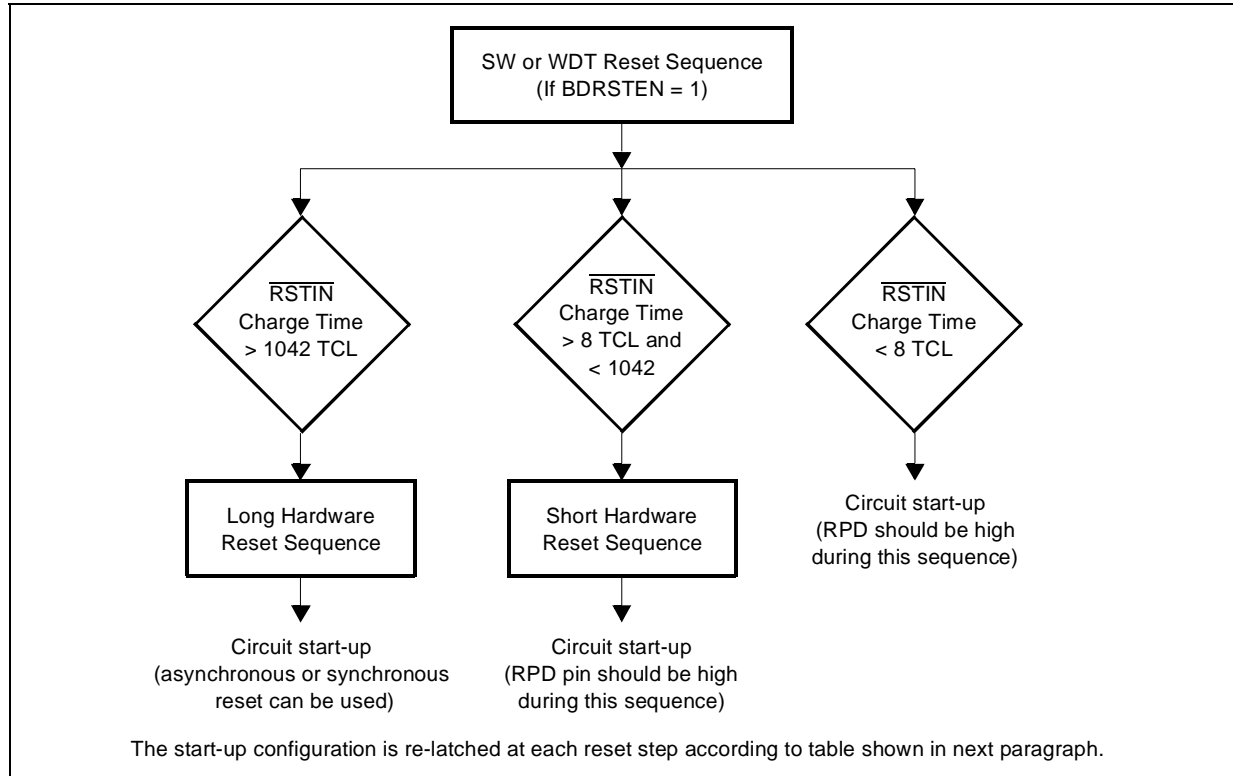 SW or WDT Reset Sequence
(If BDRSTEN = 1)
RSTIN
Charge Time
> 1042 TCL
RSTIN
Charge Time
> 8 TCL and
< 1042
RSTIN
Charge Time
< 8 TCL
Long Hardware
Reset Sequence
Short Hardware
Reset Sequence
Circuit start-up
(RPD should be high
during this sequence)
Circuit start-up
(asynchronous or synchronous
reset can be used)
Circuit start-up
(RPD pin should be high
during this sequence)
The start-up configuration is re-latched at each reset step according to table shown in next paragraph.